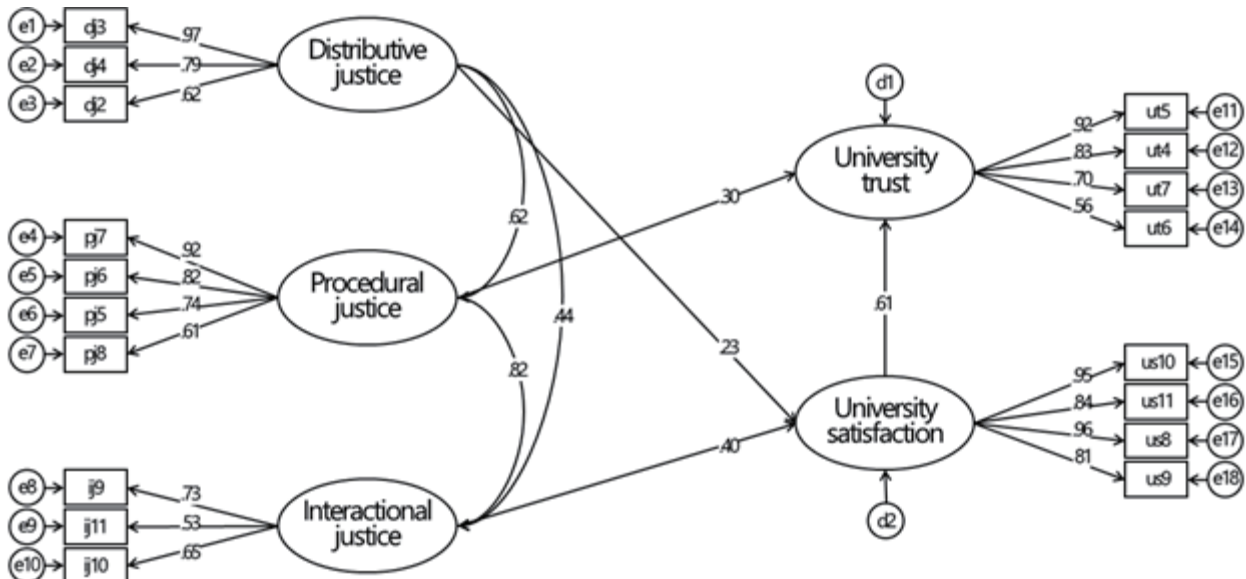 e1
dj3
.97
e2
dj4
.79
e3
dj2
.62
Distributive
justice
e4
pj7
.92
e5
pj6
.82
e6
pj5
.74
e7
pj8
.61
Procedural
justice
e8
ij9
.73
e9
ij11
.53
e10
ij10
.65
Interactional
justice
.62
.44
.82
.30
.23
.40
.61
d1
University
trust
.92
ut5
e11
.83
ut4
e12
.70
ut7
e13
.56
ut6
e14
University
satisfaction
d2
.95
us10
e15
.84
us11
e16
.96
us8
e17
.81
us9
e18